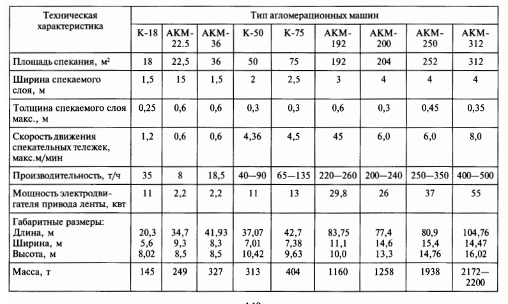 Техническая
характеристика
Тип агломерационных машин
К-18 АКМ-22.5 АКМ-36 К-50 К-75 АКМ-192 АКМ-200 АКМ-250 АКМ-312
Площадь спекания, м² 18 22,5 36 50 75 192 204 252 312
Ширина спекаемого
слоя, м 1,5 15 1,5 2 2,5 3 4 4 4
Толщина спекаемого слоя
макс., м 0,25 0,6 0,6 0,3 0,3 0,6 0,3 0,45 0,35
Скорость движения
спекательных тележек,
макс.м/мин 1,2 0,6 0,6 4,36 4,5 45 6,0 6,0 8,0
Производительность, т/ч 35 8 18,5 40—90 65—135 220—260 200—240 250—350 400—500
Мощность электродви-
гателя привода ленты, квт 11 2,2 2,2 11 13 29,8 26 37 55
Габаритные размеры:
Длина, м 20,3 34,7 41,93 37,07 42,7 83,75 77,4 80,9 104,76
Ширина, м 5,6 9,3 8,3 7,01 7,38 11,1 14,6 15,4 14,47
Высота, м 8,02 8,5 8,5 10,42 9,63 10,0 13,3 14,76 16,02
Масса, т 145 249 327 313 404 1160 1258 1938 2172—
2200